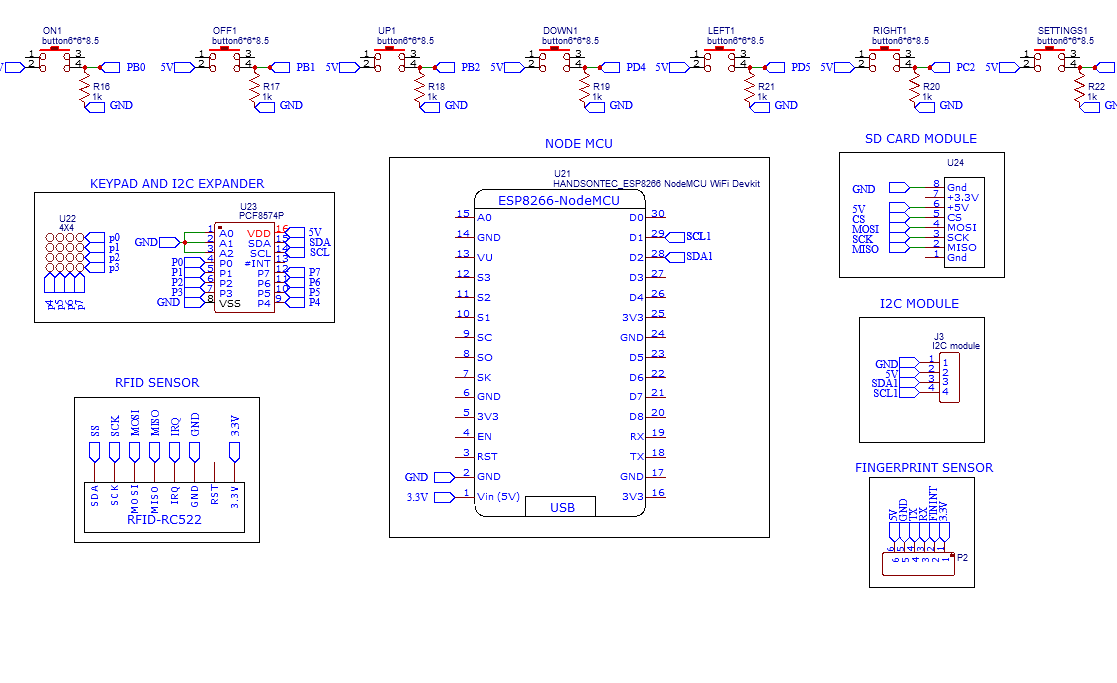 ON1
button6*6*8.5
1
2
3
4
V
PB0
R16
1k
GND
OFF1
button6*6*8.5
5V
1
2
3
4
PB1
R17
1k
GND
UP1
button6*6*8.5
5V
1
2
3
4
PB2
R18
1k
GND
DOWN1
button6*6*8.5
5V
1
2
3
4
PD4
R19
1k
GND
LEFT1
button6*6*8.5
5V
1
2
3
4
PD5
R21
1k
GND
RIGHT1
button6*6*8.5
5V
1
2
3
4
PC2
R20
1k
GND
SETTINGS1
button6*6*8.5
5V
1
2
3
4
R22
1k
GN
KEYPAD AND I2C EXPANDER
U22
4X4
p0
p1
p2
p3
p4
p5
p6
p7
U23
PCF8574P
GND
1 A0
2 A1
3 A2
P0 4 P0
P1 5 P1
P2 6 P2
P3 7 P3
GND 8 VSS
VDD 16 5V
SDA 15 SDA
SCL 14 SCL
#INT 13
P7 12 P7
P6 11 P6
P5 10 P5
P4 9 P4
NODE MCU
U21
HANDSONTEC_ESP8266 NodeMCU WiFi Devkit
ESP8266-NodeMCU
15 A0 D0 30
14 GND D1 29 SCL1
13 VU D2 28 SDA1
12 S3 D3 27
11 S2 D4 26
10 S1 3V3 25
9 SC GND 24
8 SO D5 23
7 SK D6 22
6 GND D7 21
5 3V3 D8 20
4 EN RX 19
3 RST TX 18
GND 2 GND GND 17
3.3V 1 Vin (5V) 3V3 16
USB
SD CARD MODULE
U24
GND 8 Gnd
7 +3.3V
5V 6 +5V
CS 5 CS
MOSI 4 MOSI
SCK 3 SCK
MISO 2 MISO
1 Gnd
I2C MODULE
J3
I2C module
GND 1 1
5V 2 2
SDA1 3 3
SCL1 4 4
RFID SENSOR
SS SCK MOSI MISO IRQ GND 3.3V
SDA SCK MOSI MISO IRQ GND RST 3.3V
RFID-RC522
FINGERPRINT SENSOR
5V GND TX RX FININT 3.3V
6 5 4 3 2 1
6 5 4 3 2 1
P2